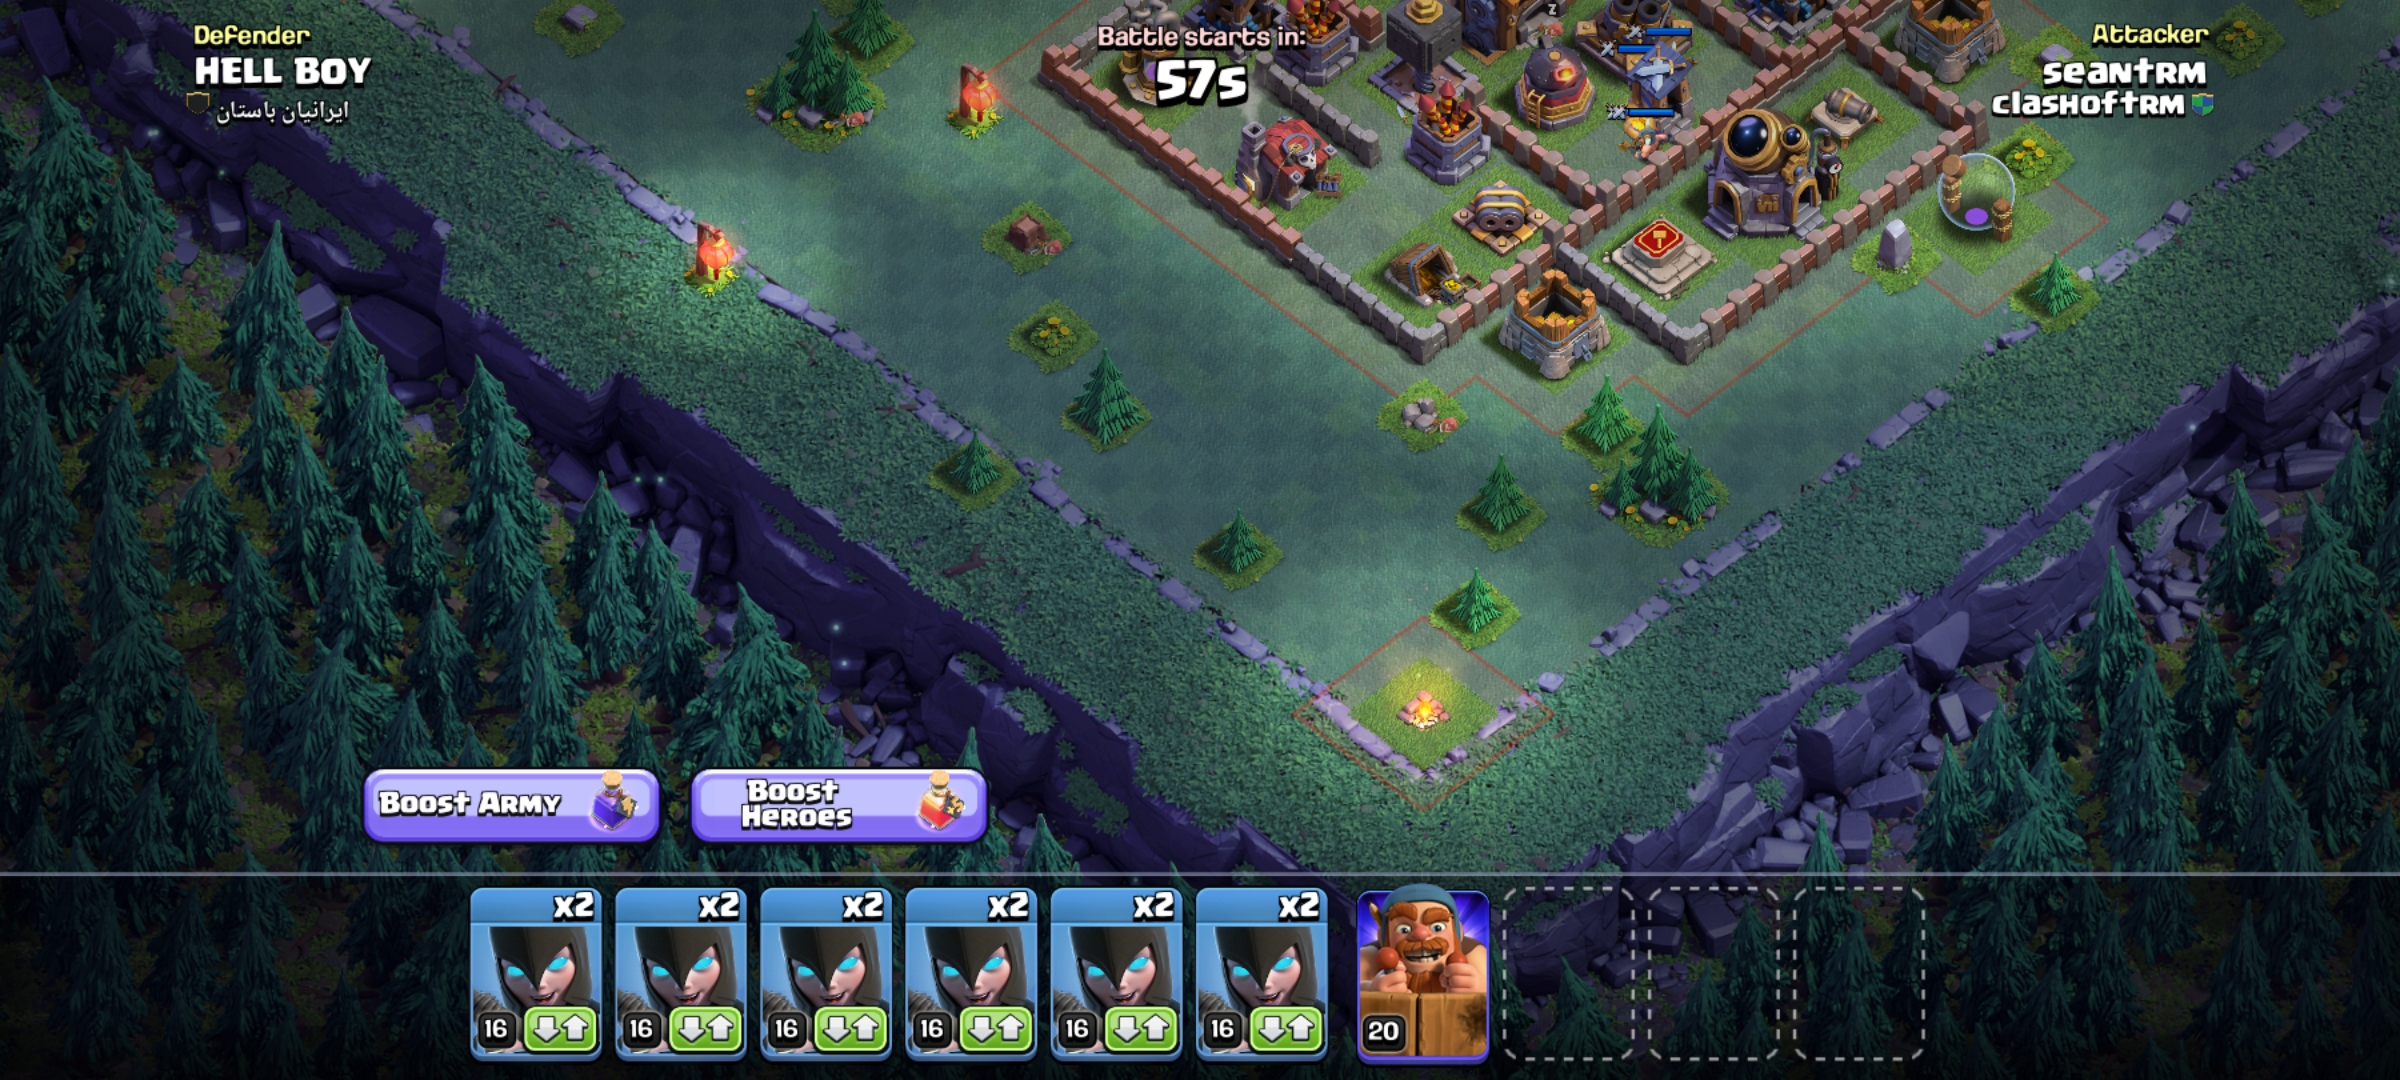 Defender
HELL BOY
ایرانیان باستان
Battle starts in:
57s
Attacker
seantRM
clashoftRM
z
Boost Army
Boost
Heroes
x2
x2
x2
x2
x2
x2
16
16
16
16
16
16
20